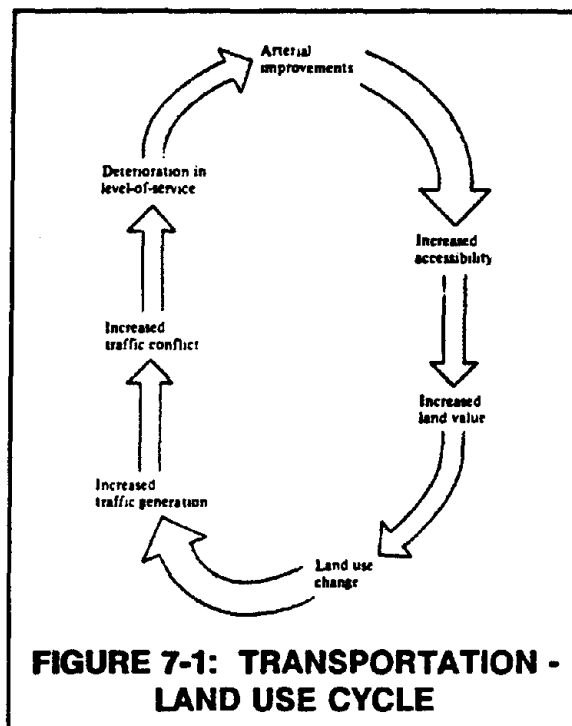 Arterial
improvements
Increased
accessibility
Increased
land value
Land use
change
Increased
traffic generation
Increased
traffic conflict
Deterioration in
level-of-service
FIGURE 7-1: TRANSPORTATION -
LAND USE CYCLE